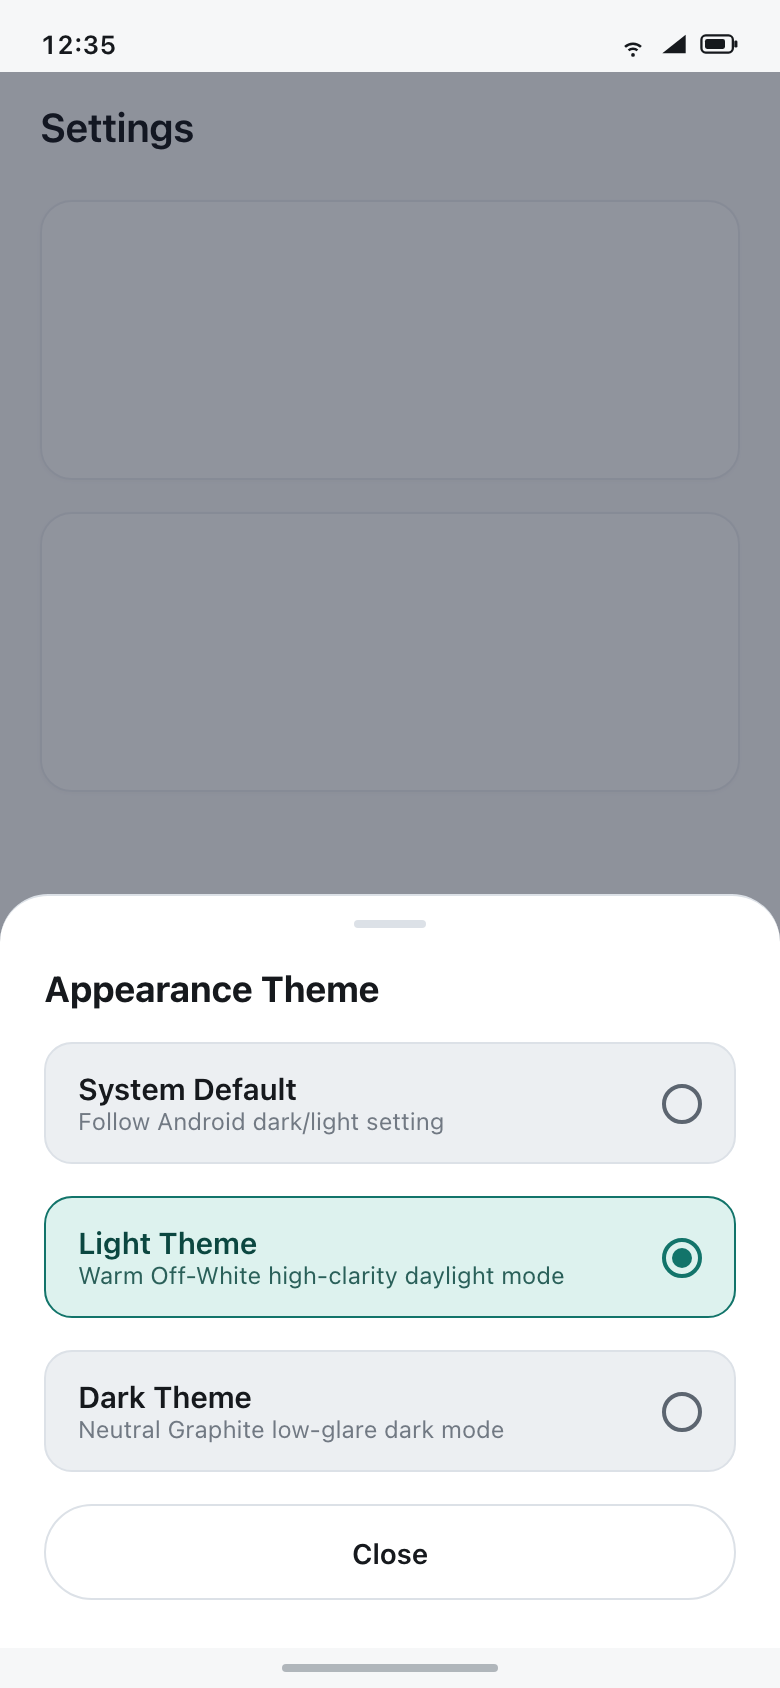 12:35
Settings
Appearance Theme
System Default
Follow Android dark/light setting
Light Theme
Warm Off-White high-clarity daylight mode
Dark Theme
Neutral Graphite low-glare dark mode
Close